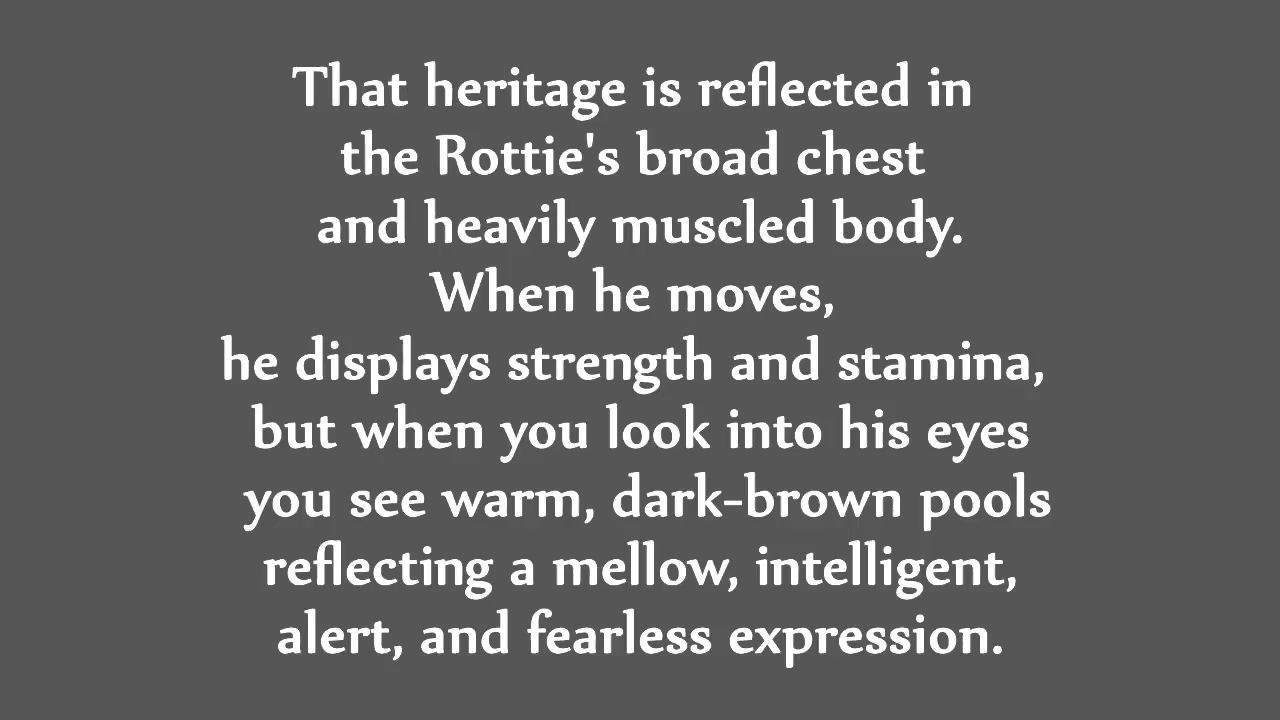 That heritage is reflected in
the Rottie's broad chest
and heavily muscled body.
When he moves,
he displays strength and stamina,
but when you look into his eyes
you see warm, dark-brown pools
reflecting a mellow, intelligent,
alert, and fearless expression.